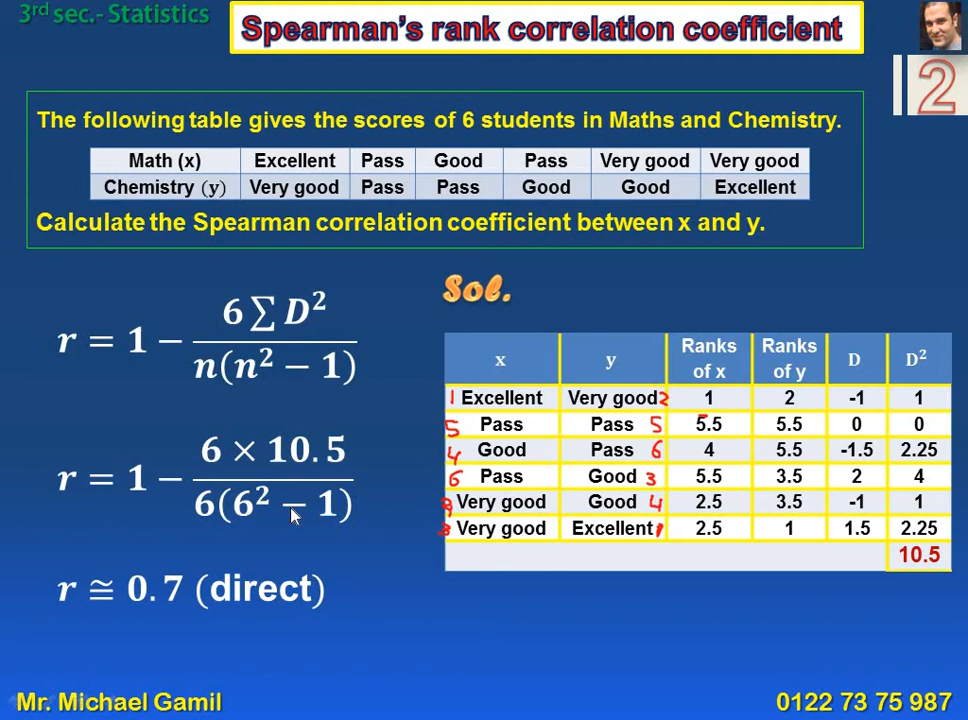 3rd sec.- Statistics
Spearman's rank correlation coefficient
2
The following table gives the scores of 6 students in Maths and Chemistry.
Math (x) Excellent Pass Good Pass Very good Very good
Chemistry (y) Very good Pass Pass Good Good Excellent
Calculate the Spearman correlation coefficient between x and y.
Sol.
r = 1 − 6 ∑ D² / n(n² − 1)
r = 1 − 6 × 10.5 / 6(6² − 1)
r ≅ 0.7 (direct)
x y Ranks of x Ranks of y D D²
1 Excellent Very good 2 1 2 -1 1
5 Pass Pass 5 5.5 5.5 0 0
4 Good Pass 6 4 5.5 -1.5 2.25
6 Pass Good 3 5.5 3.5 2 4
Very good Good 4 2.5 3.5 -1 1
3 Very good Excellent 1 2.5 1 1.5 2.25
10.5
Mr. Michael Gamil
0122 73 75 987